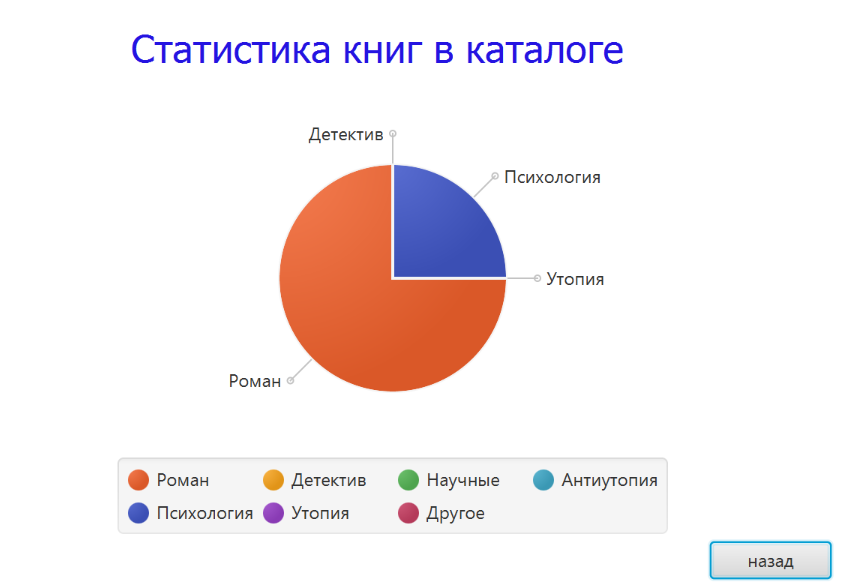 Статистика книг в каталоге
Детектив
Психология
Утопия
Роман
Роман Детектив Научные Антиутопия
Психология Утопия Другое
назад